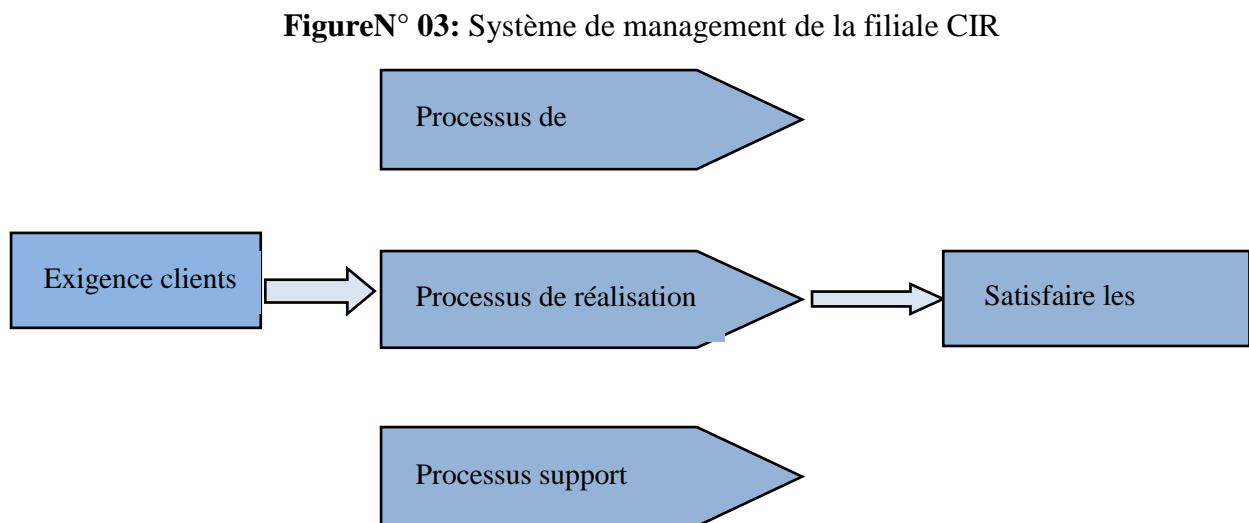 FigureN° 03: Système de management de la filiale CIR
Processus de
Exigence clients
Processus de réalisation
Satisfaire les
Processus support